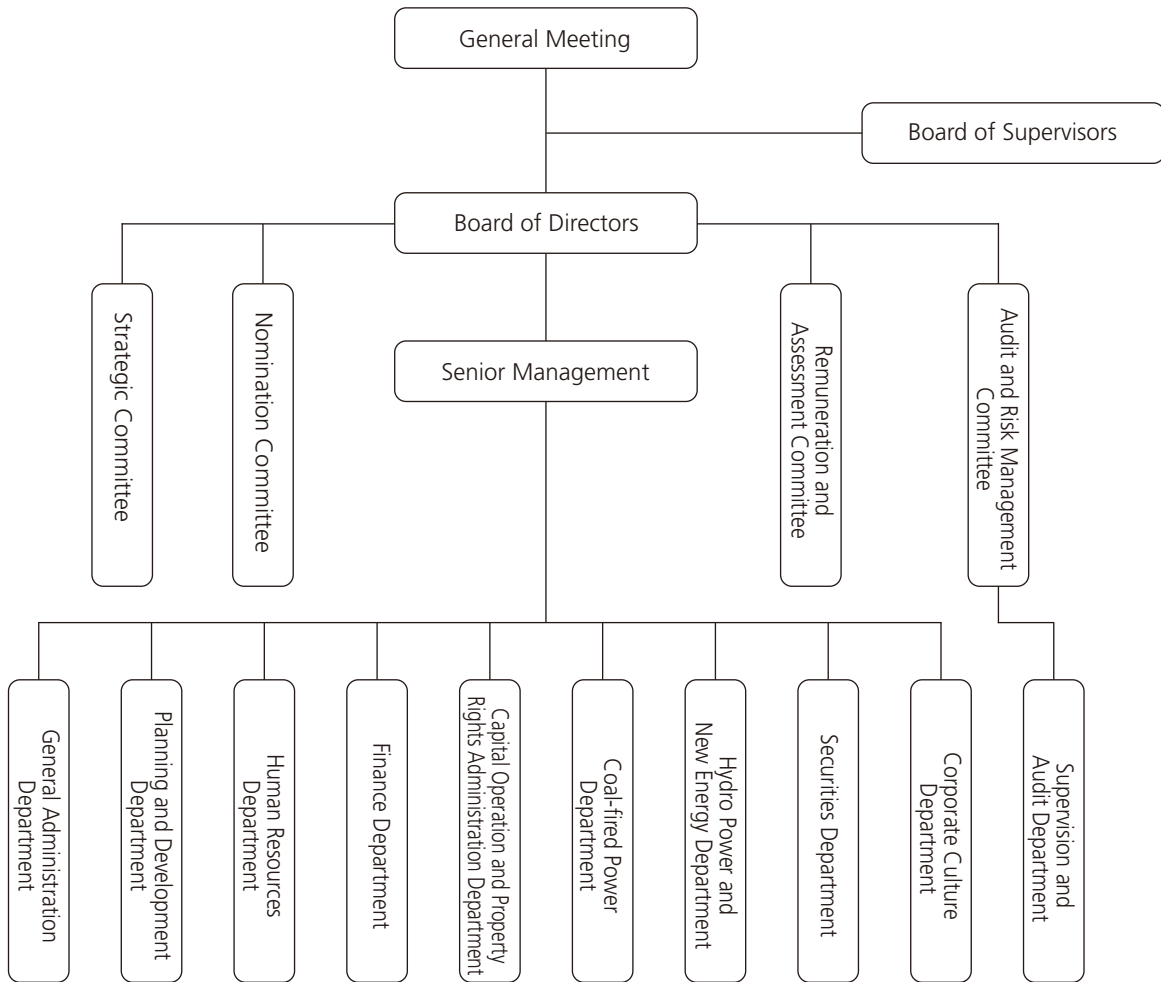 General Meeting
Board of Supervisors
Board of Directors
Strategic Committee
Nomination Committee
Senior Management
Remuneration and
Assessment Committee
Audit and Risk Management
Committee
General Administration
Department
Planning and Development
Department
Human Resources
Department
Finance Department
Capital Operation and Property
Rights Administration Department
Coal-fired Power
Department
Hydro Power and
New Energy Department
Securities Department
Corporate Culture
Department
Supervision and
Audit Department